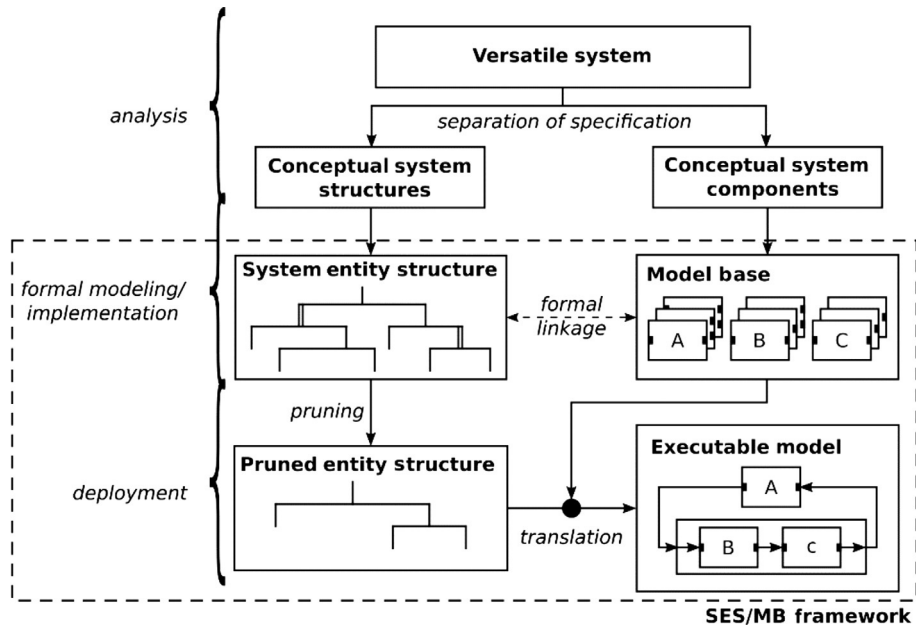 Versatile system
analysis
separation of specification
Conceptual system
structures
Conceptual system
components
System entity structure
Model base
formal modeling/
implementation
formal
linkage
A
B
C
pruning
Pruned entity structure
Executable model
deployment
translation
A
B
c
SES/MB framework